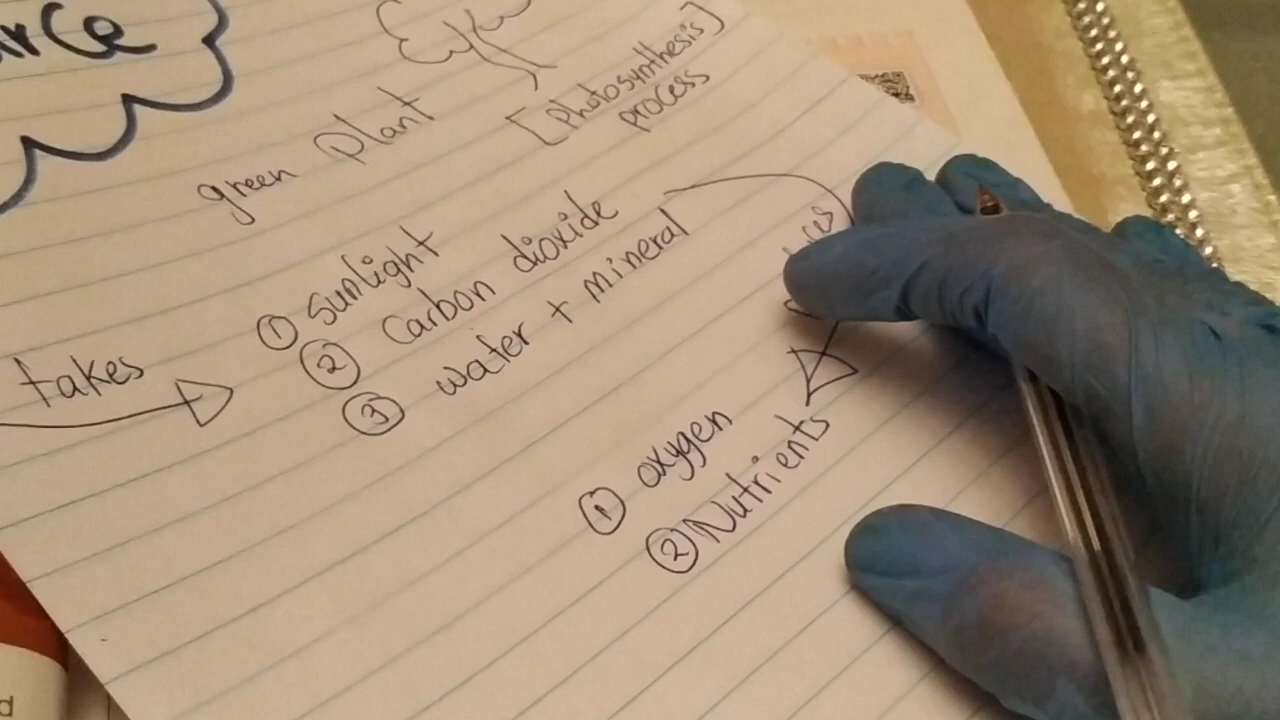 green Plant
[Photosynthesis]
process
takes
① sunlight
② Carbon dioxide
③ water + mineral
① oxygen
② Nutrients